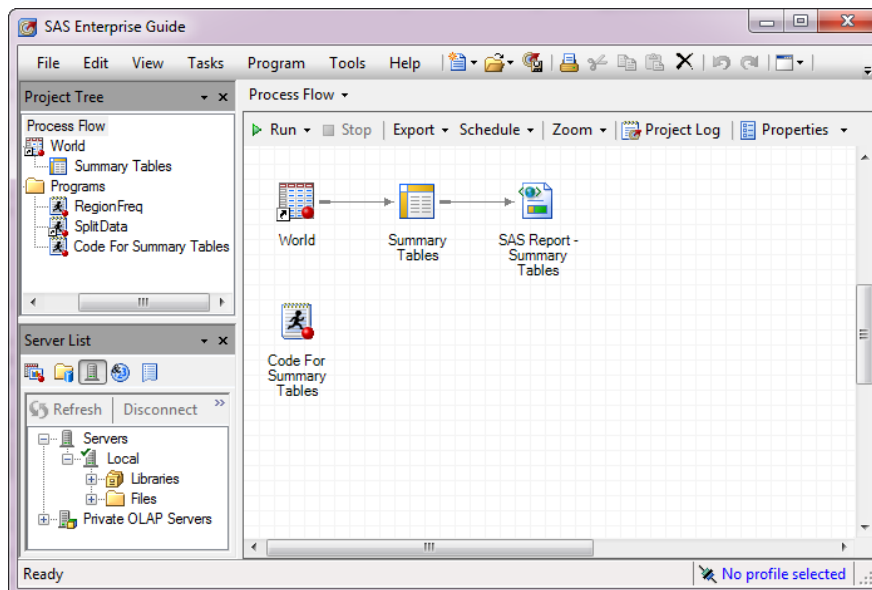 SAS Enterprise Guide
File Edit View Tasks Program Tools Help
Project Tree
Process Flow
World
Summary Tables
Programs
RegionFreq
SplitData
Code For Summary Tables
Process Flow
Run Stop Export Schedule Zoom Project Log Properties
World
Summary
Tables
SAS Report -
Summary
Tables
Code For
Summary
Tables
Server List
Refresh Disconnect
Servers
Local
Libraries
Files
Private OLAP Servers
Ready
No profile selected